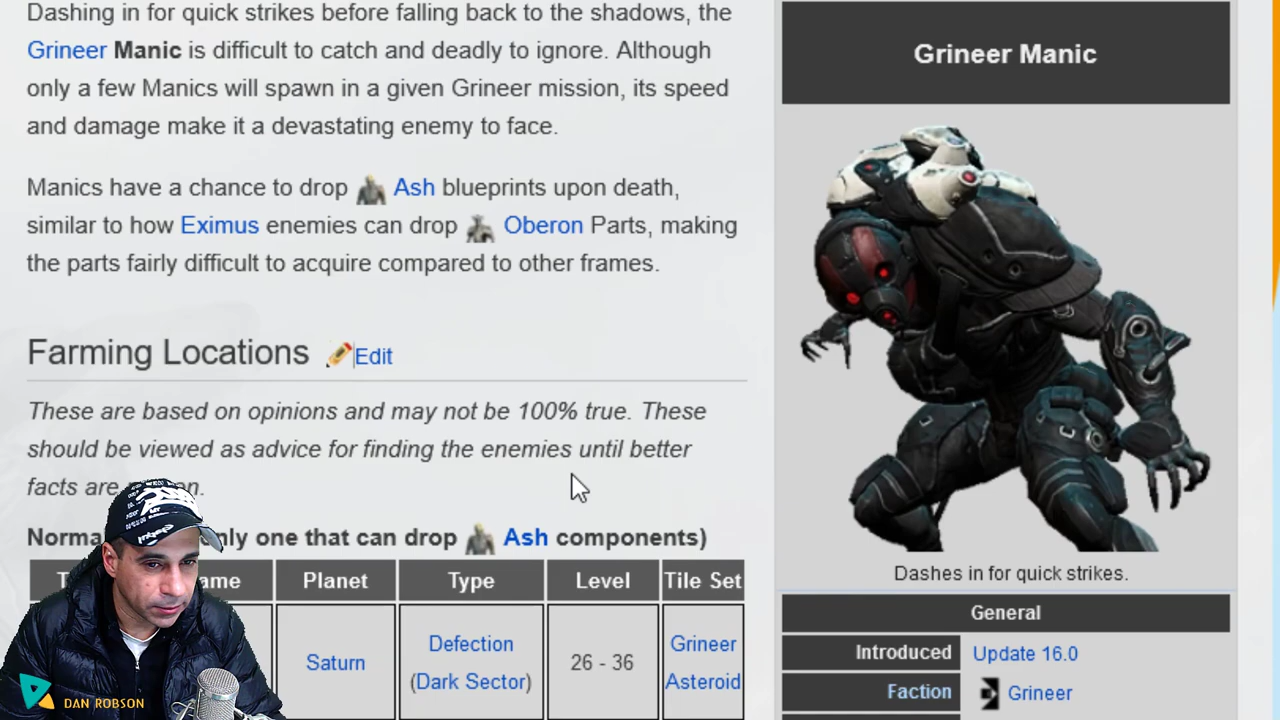 Dashing in for quick strikes before falling back to the shadows, the
Grineer Manic is difficult to catch and deadly to ignore. Although
only a few Manics will spawn in a given Grineer mission, its speed
and damage make it a devastating enemy to face.
Manics have a chance to drop Ash blueprints upon death,
similar to how Eximus enemies can drop Oberon Parts, making
the parts fairly difficult to acquire compared to other frames.
Farming Locations Edit
These are based on opinions and may not be 100% true. These
should be viewed as advice for finding the enemies until better
facts are
only one that can drop Ash components)
Planet Type Level Tile Set
Saturn
Defection
(Dark Sector)
26 - 36
Grineer
Asteroid
Grineer Manic
Dashes in for quick strikes.
General
Introduced Update 16.0
Faction Grineer
DAN ROBSON